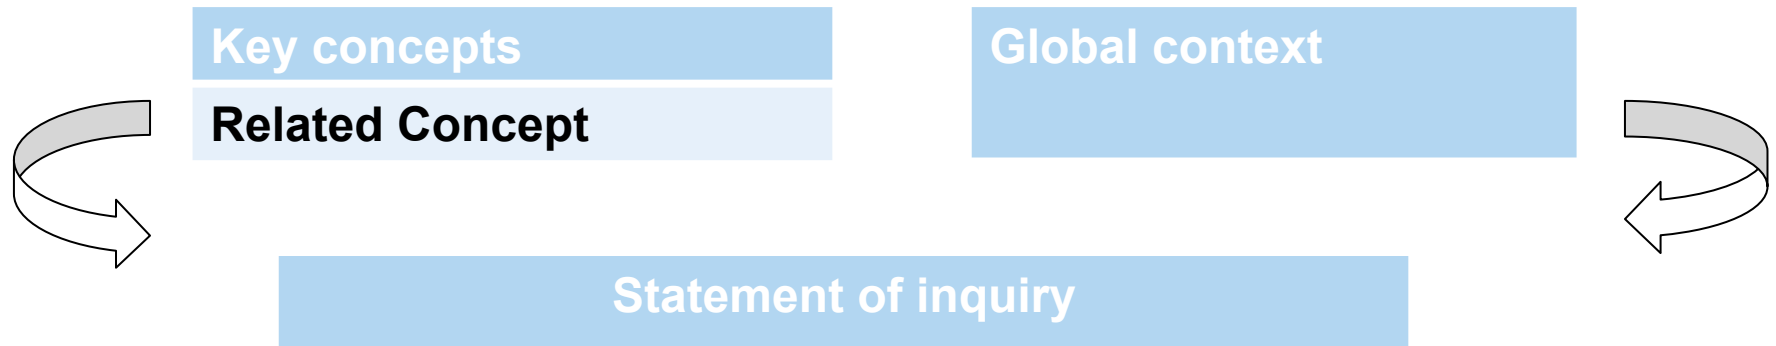 Key concepts
Related Concept
Global context
Statement of inquiry